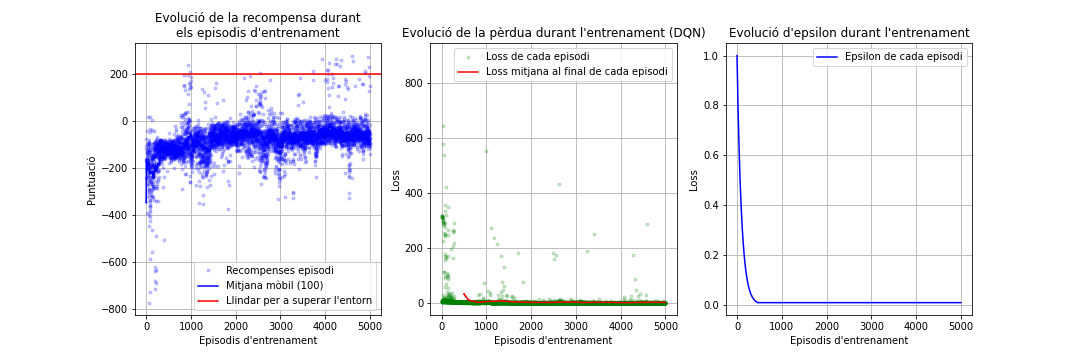 Evolució de la recompensa durant
els episodis d'entrenament
Puntuació
200
0
−200
−400
−600
−800
0 1000 2000 3000 4000 5000
Episodis d'entrenament
Recompenses episodi
Mitjana mòbil (100)
Llindar per a superar l'entorn
Evolució de la pèrdua durant l'entrenament (DQN)
Loss
800
600
400
200
0
0 1000 2000 3000 4000 5000
Episodis d'entrenament
Loss de cada episodi
Loss mitjana al final de cada episodi
Evolució d'epsilon durant l'entrenament
Loss
1.0
0.8
0.6
0.4
0.2
0.0
0 1000 2000 3000 4000 5000
Episodis d'entrenament
Epsilon de cada episodi